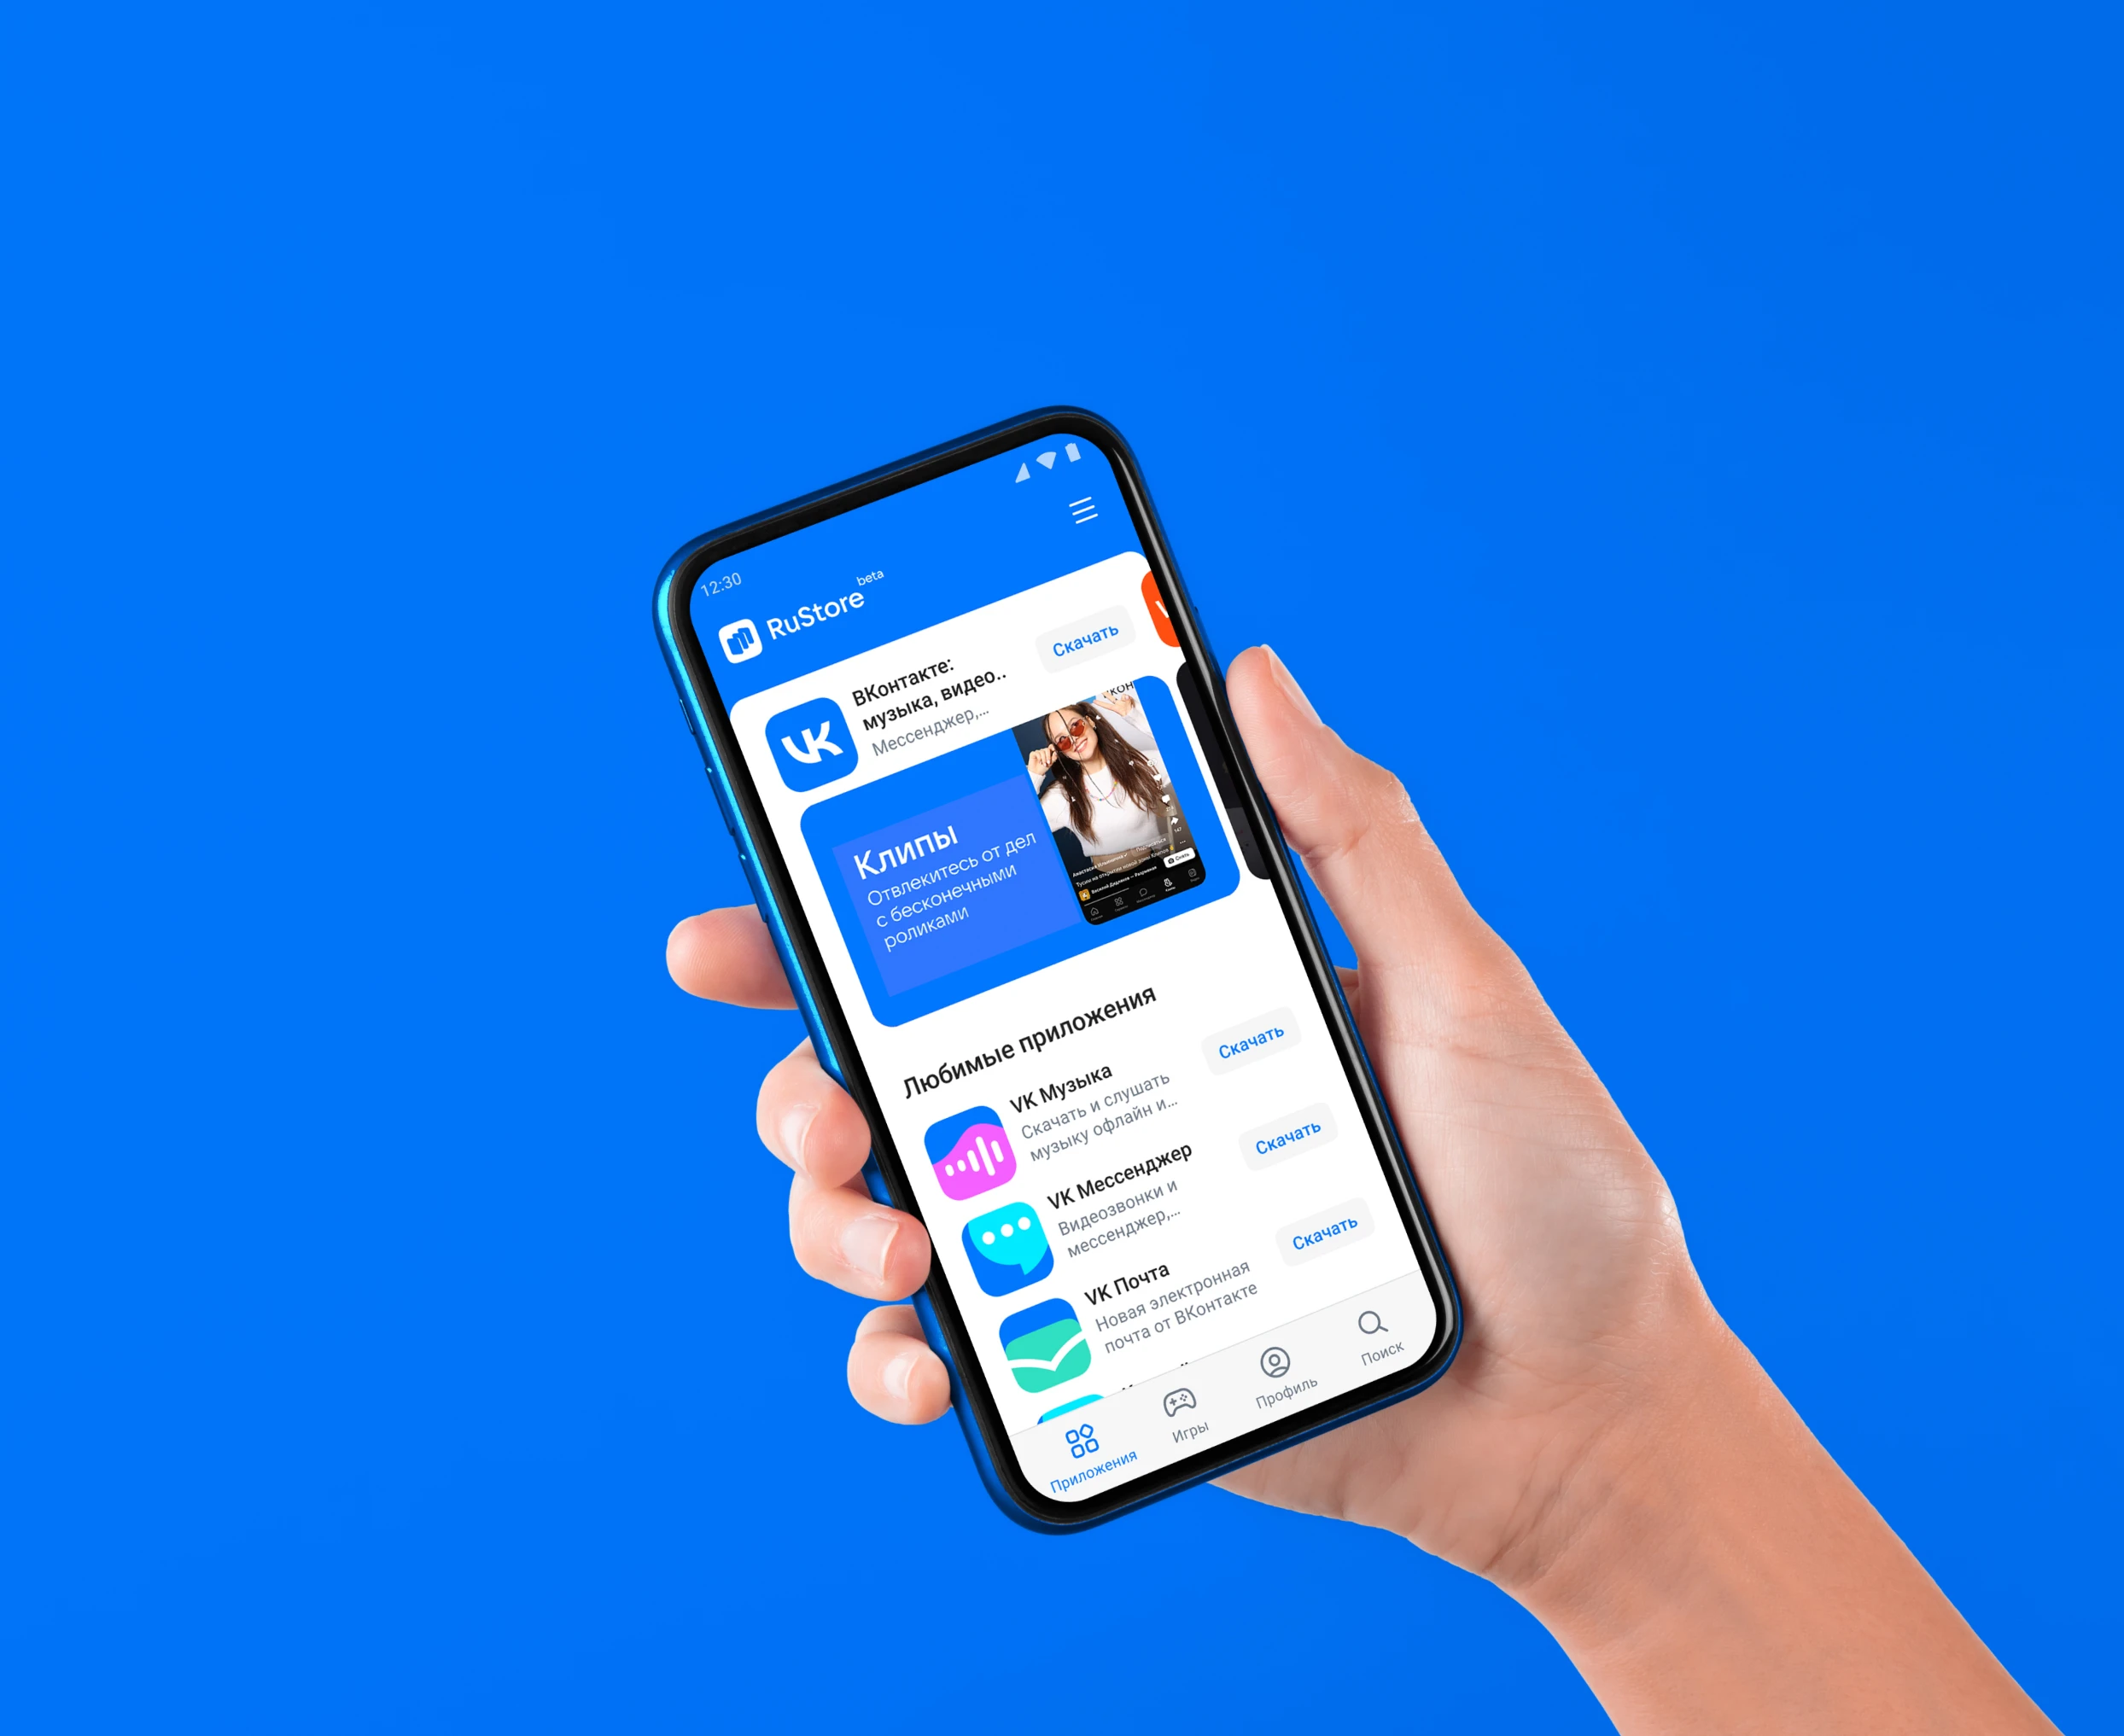 12:30
RuStore beta
ВКонтакте:
музыка, видео..
Мессенджер,...
Скачать
VK
Клипы
Отвлекитесь от дел
с бесконечными
роликами
Любимые приложения
VK Музыка
Скачать и слушать
музыку офлайн и...
Скачать
VK Мессенджер
Видеозвонки и
мессенджер,...
Скачать
VK Почта
Новая электронная
почта от ВКонтакте
Скачать
Приложения
Игры
Профиль
Поиск